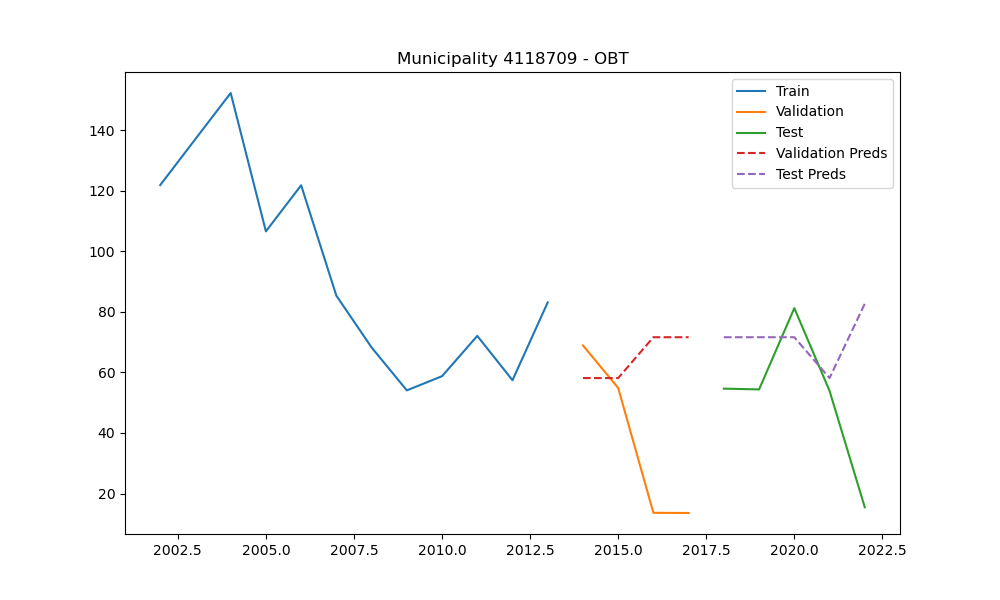 Municipality 4118709 - OBT
Train
Validation
Test
Validation Preds
Test Preds
140
120
100
80
60
40
20
2002.5 2005.0 2007.5 2010.0 2012.5 2015.0 2017.5 2020.0 2022.5